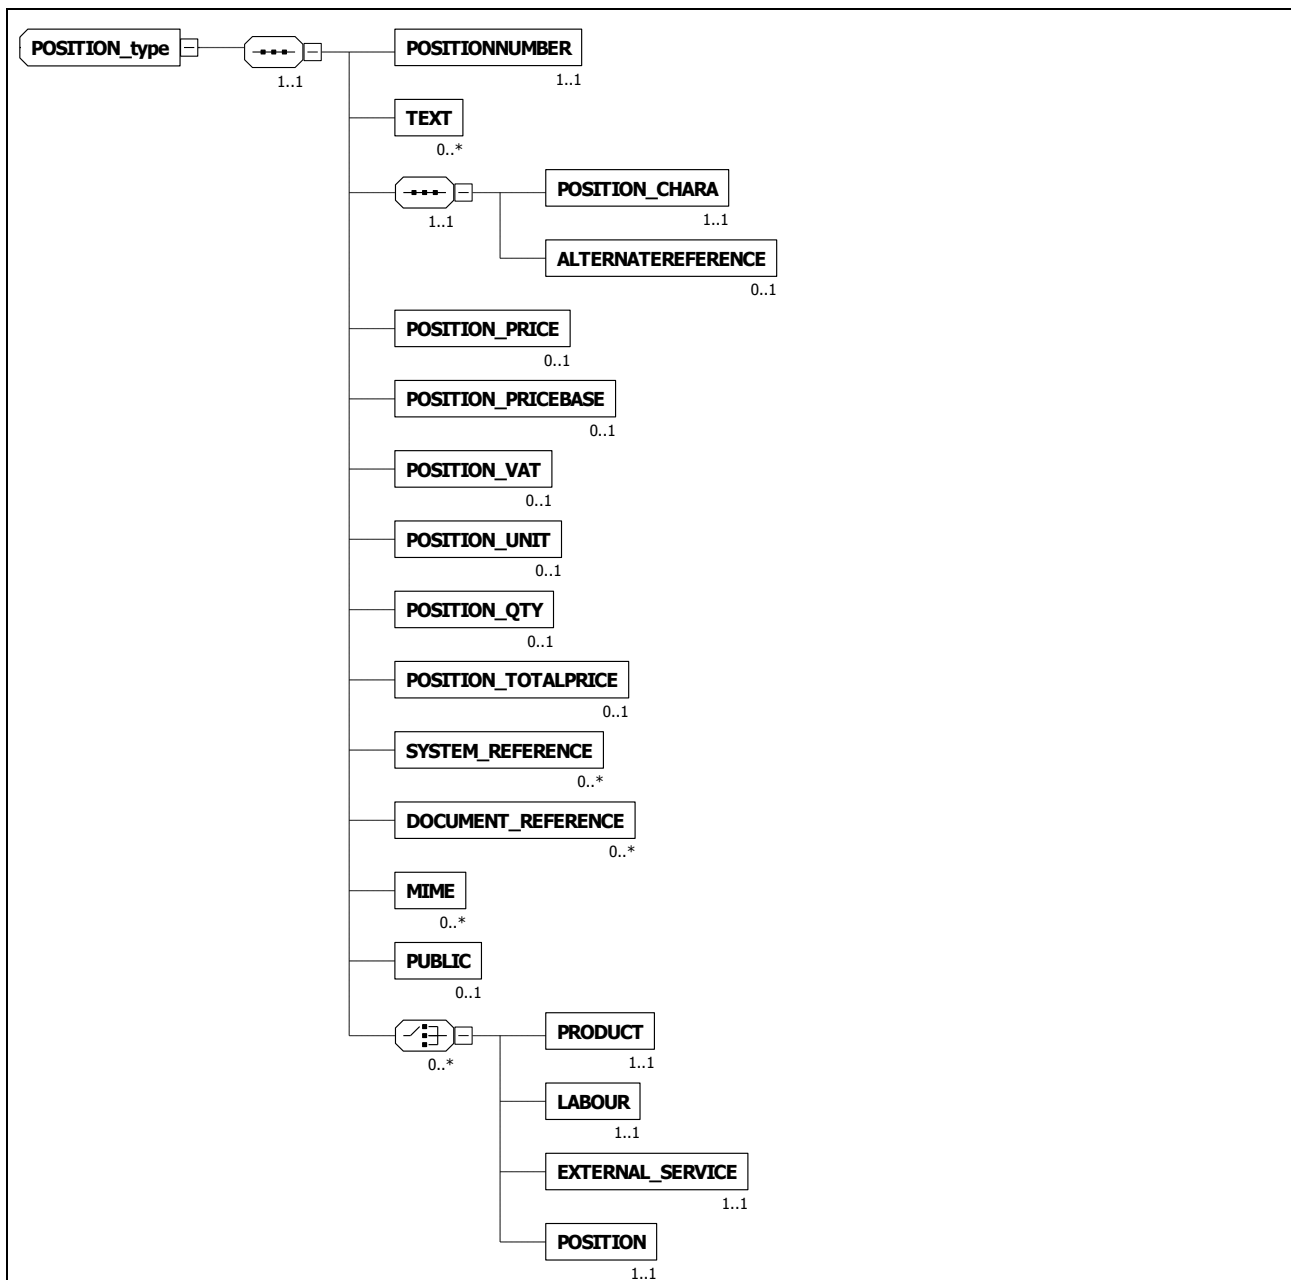 POSITION_type
1..1
POSITIONNUMBER
1..1
TEXT
0..*
1..1
POSITION_CHARA
1..1
ALTERNATEREFERENCE
0..1
POSITION_PRICE
0..1
POSITION_PRICEBASE
0..1
POSITION_VAT
0..1
POSITION_UNIT
0..1
POSITION_QTY
0..1
POSITION_TOTALPRICE
0..1
SYSTEM_REFERENCE
0..*
DOCUMENT_REFERENCE
0..*
MIME
0..*
PUBLIC
0..1
0..*
PRODUCT
1..1
LABOUR
1..1
EXTERNAL_SERVICE
1..1
POSITION
1..1